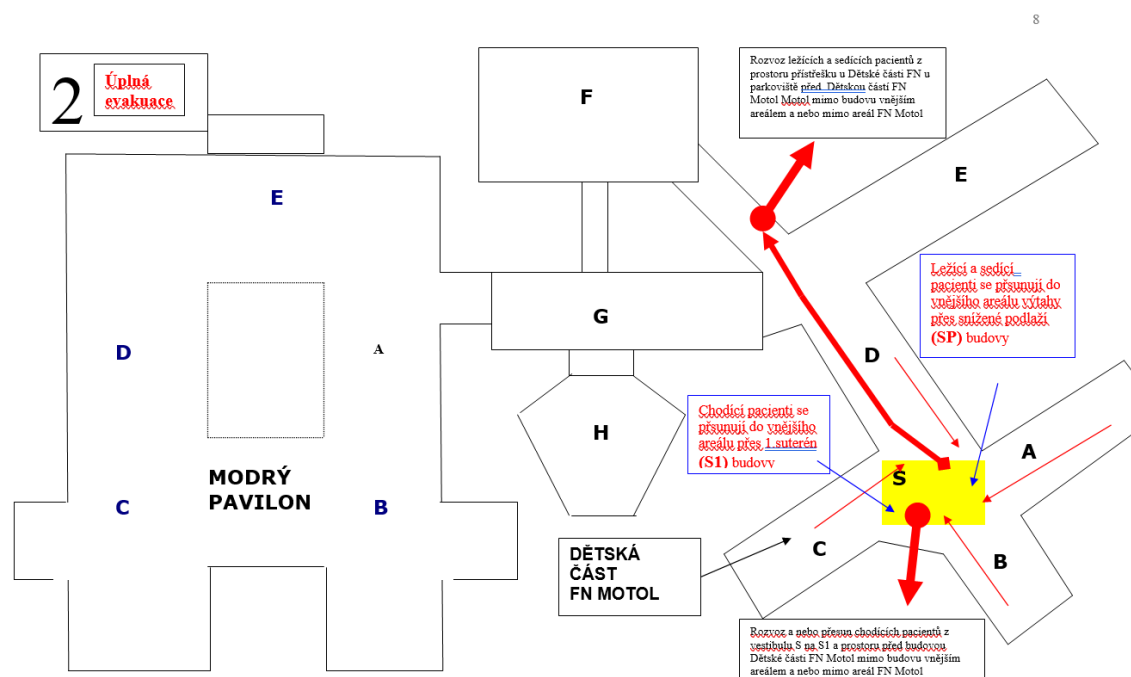 8
2
Úplná
evakuace
E
D
A
MODRÝ
PAVILON
C
B
F
G
H
Rozvoz ležících a sedících pacientů z
prostoru přístřešku u Dětské části FN u
parkoviště před Dětskou částí FN
Motol Motol mimo budovu vnějším
areálem a nebo mimo areál FN Motol
E
Ležící a sedící
pacienti se přsunují do
vnějšího areálu výtahy
přes snížené podlaží
(SP) budovy
D
Chodící pacienti se
přsunují do vnějšího
areálu přes 1.suterén
(S1) budovy
A
S
C
B
DĚTSKÁ
ČÁST
FN MOTOL
Rozvoz a nebo přesun chodících pacientů z
vestibulu S na S1 a prostoru před budovou
Dětské části FN Motol mimo budovu vnějším
areálem a nebo mimo areál FN Motol